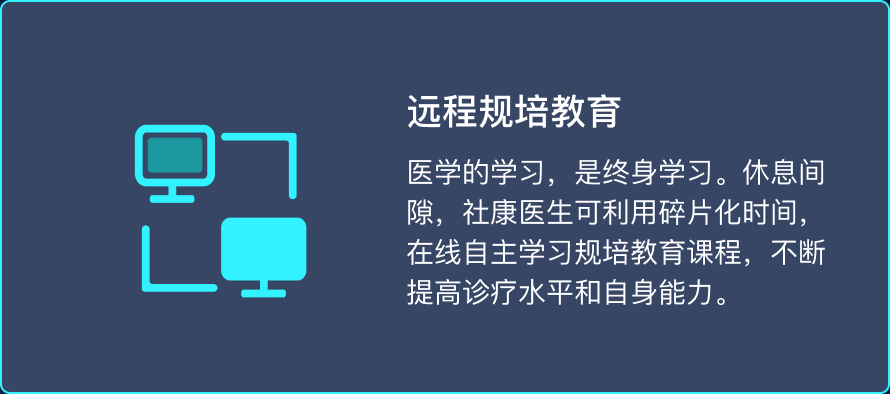 远程规培教育
医学的学习，是终身学习。休息间
隙，社康医生可利用碎片化时间，
在线自主学习规培教育课程，不断
提高诊疗水平和自身能力。